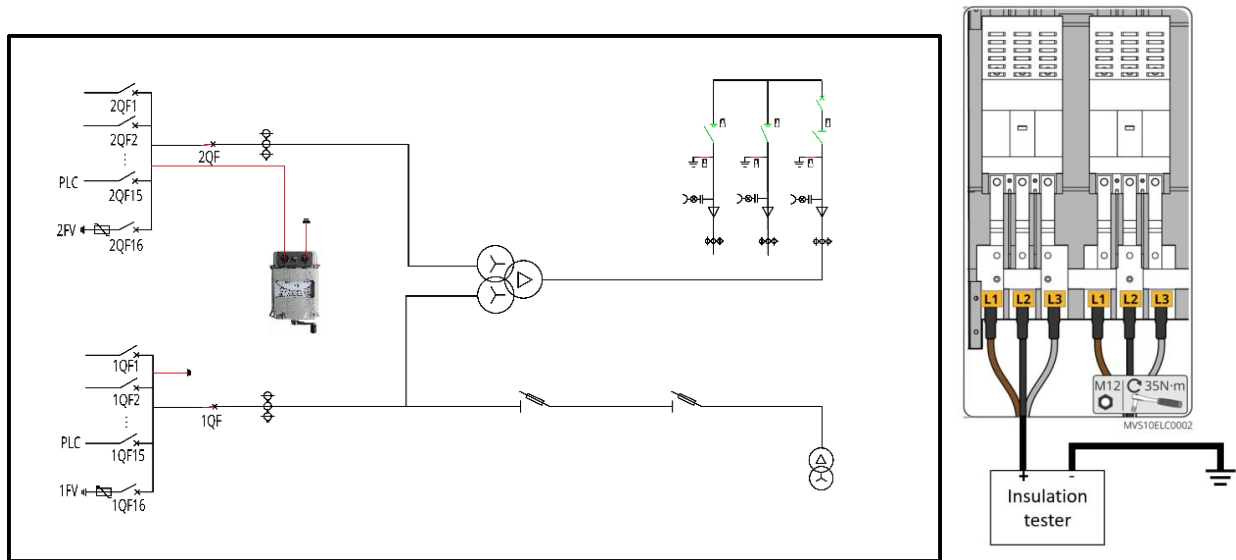 2QF1
2QF2
2QF
PLC
2QF15
2FV
2QF16
1QF1
1QF2
1QF
PLC
1QF15
1FV
1QF16
L1 L2 L3 L1 L2 L3
M12 35N·m
MVS10ELC0002
+ -
Insulation
tester